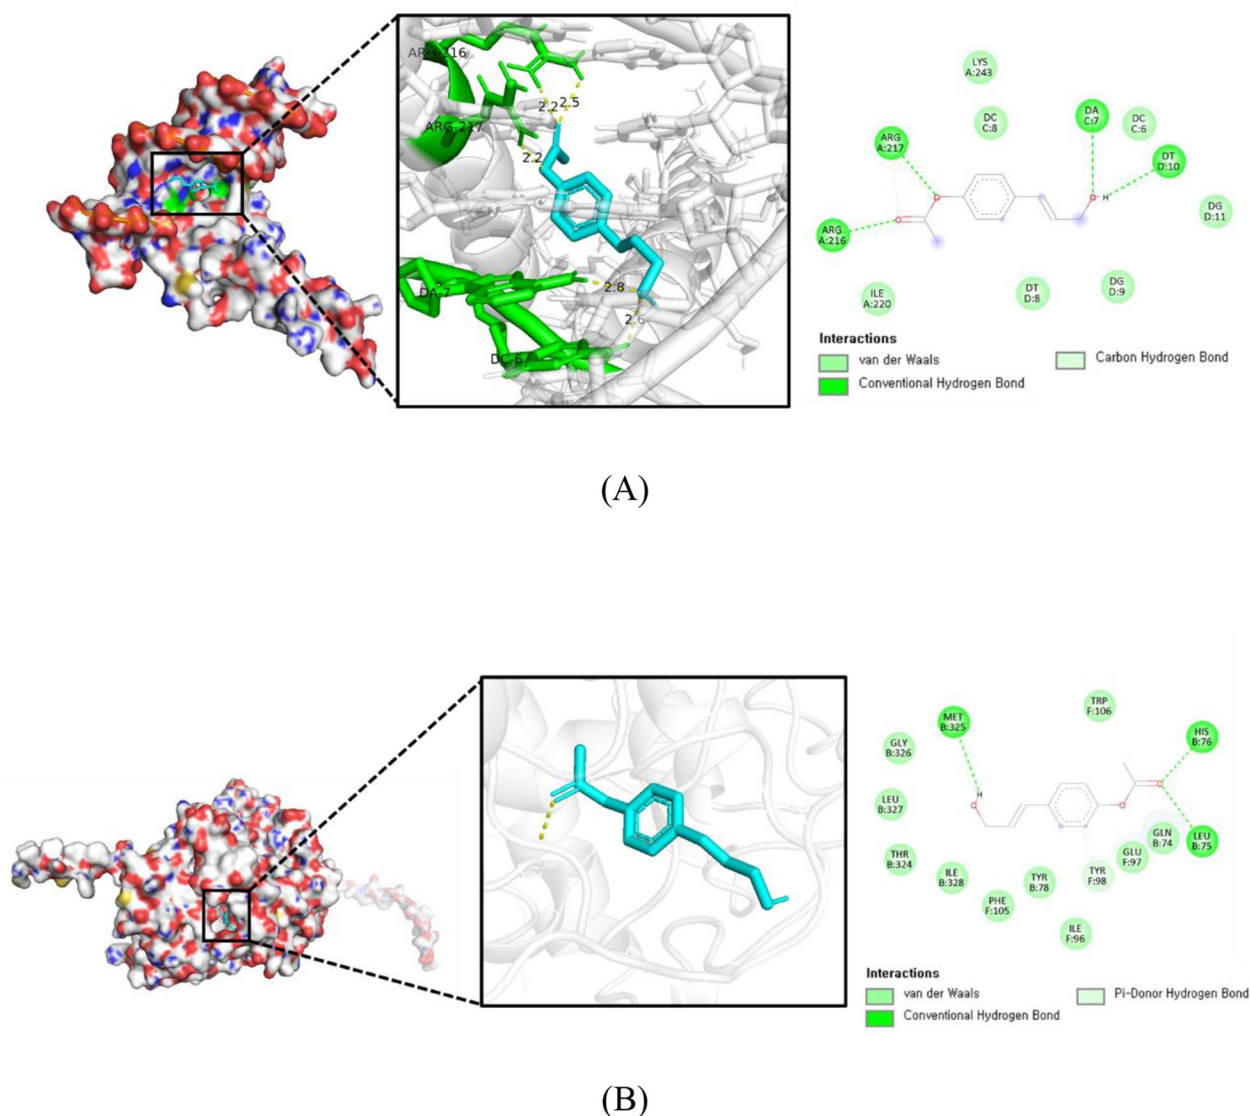 ARG-216
2.2
2.5
ARG-217
2.2
DA-7
2.8
DC-6
2.6
LYS
A:243
DC
C:8
DA
C:7
DC
C:6
ARG
A:217
DT
D:10
O
O
O
H
ARG
A:216
DG
D:11
ILE
A:220
DT
D:8
DG
D:9
Interactions
van der Waals
Conventional Hydrogen Bond
Carbon Hydrogen Bond
(A)
TRP
F:106
MET
B:325
HIS
B:76
GLY
B:326
H
O
O
O
LEU
B:327
GLN
B:74
LEU
B:75
THR
B:324
ILE
B:328
TYR
B:78
TYR
F:98
GLU
F:97
PHE
F:105
ILE
F:96
Interactions
van der Waals
Conventional Hydrogen Bond
Pi-Donor Hydrogen Bond
(B)